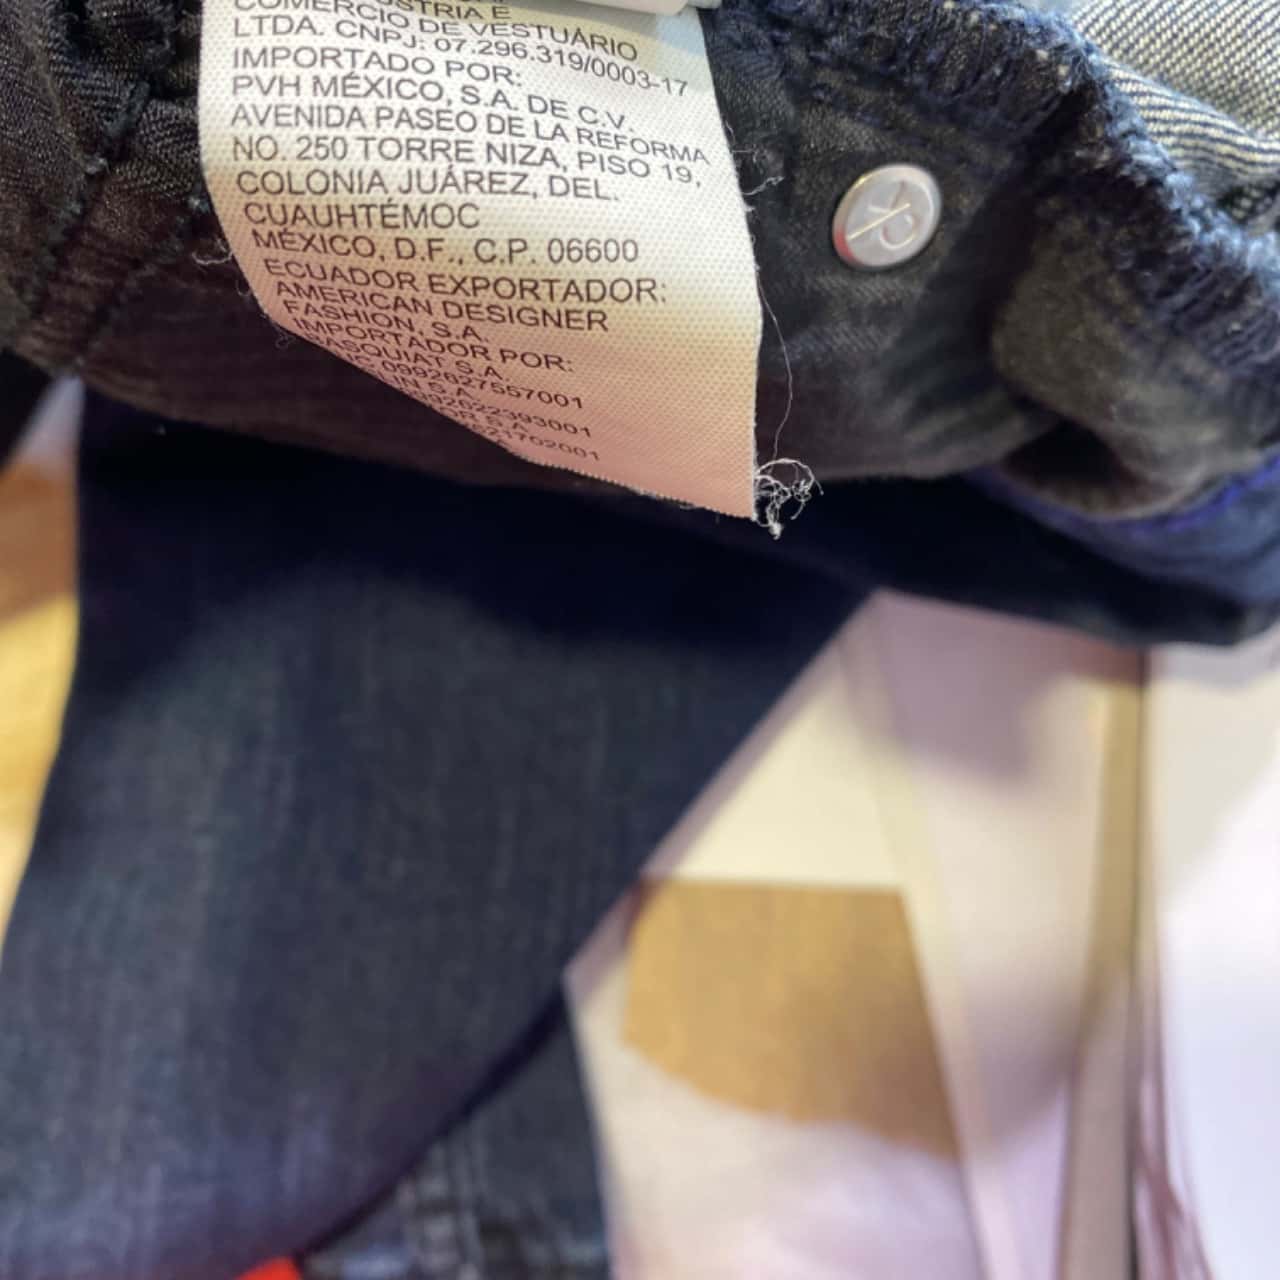 COMERCIO DE VESTUÁRIO
LTDA. CNPJ: 07.296.319/0003-17
IMPORTADO POR:
PVH MÉXICO, S.A. DE C.V.
AVENIDA PASEO DE LA REFORMA
NO. 250 TORRE NIZA, PISO 19,
COLONIA JUÁREZ, DEL.
CUAUHTÉMOC
MÉXICO, D.F., C.P. 06600
ECUADOR EXPORTADOR:
AMERICAN DESIGNER
FASHION, S.A.
IMPORTADOR POR:
S.A.
0992627557001
S.A.
S.A